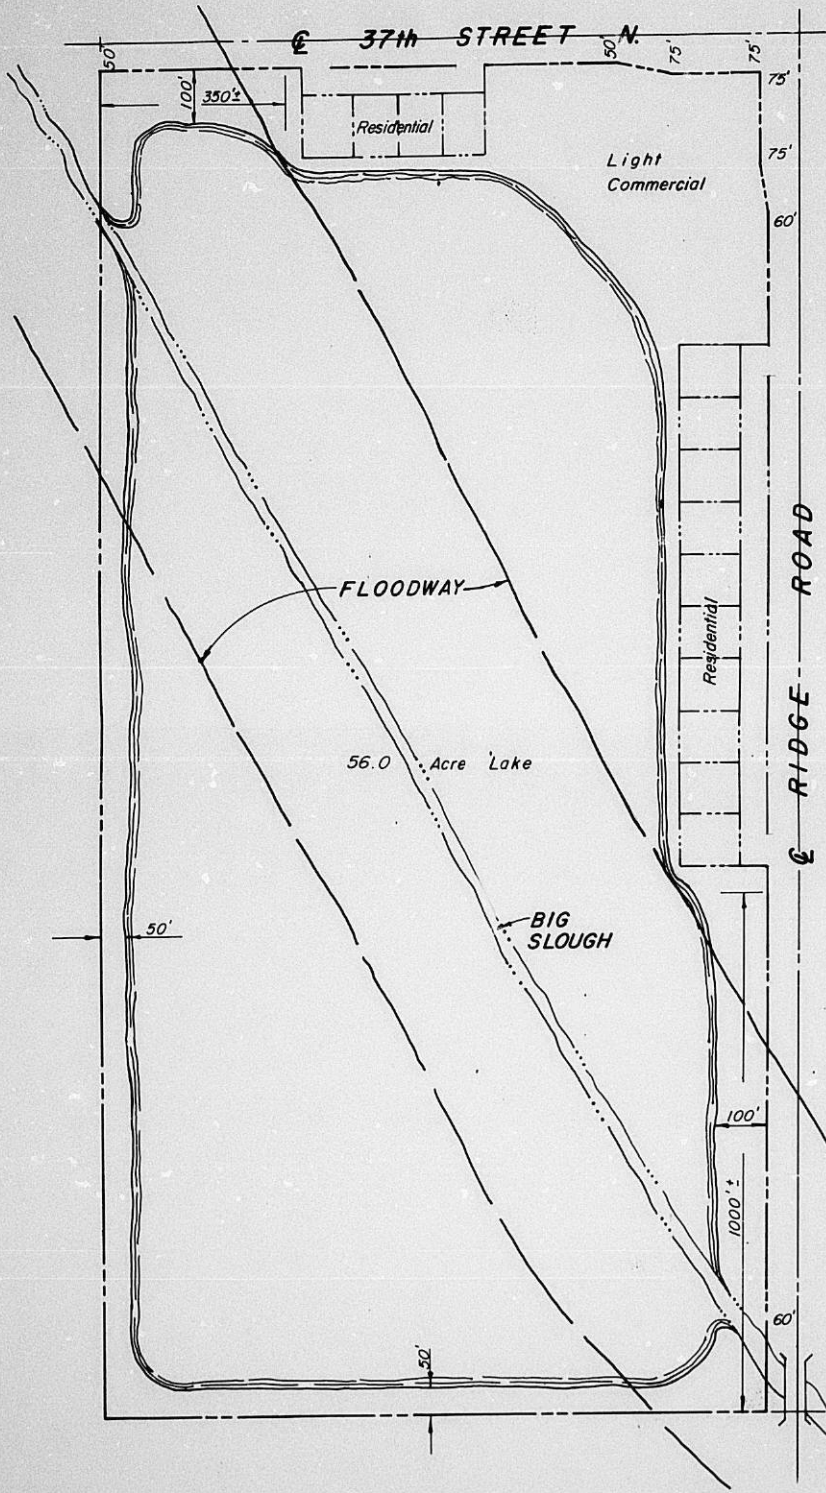 ℄ 37th STREET N.
50'
50'
75'
75'
75'
100'
350'±
Residential
Light
Commercial
75'
60'
FLOODWAY
Residential
℄ RIDGE ROAD
56.0 Acre Lake
BIG
SLOUGH
50'
100'
1000'±
60'
50'